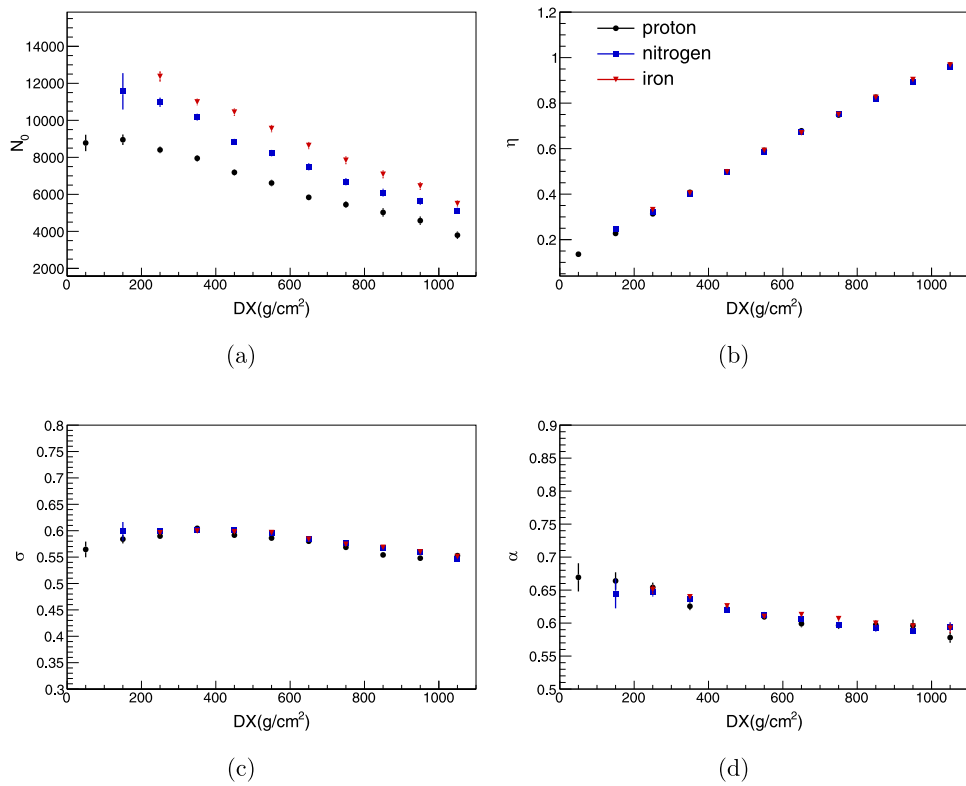 14000
12000
10000
8000
6000
4000
2000
N₀
0 200 400 600 800 1000
DX(g/cm²)
(a)
1.2
1
0.8
0.6
0.4
0.2
η
proton
nitrogen
iron
0 200 400 600 800 1000
DX(g/cm²)
(b)
0.8
0.75
0.7
0.65
0.6
0.55
0.5
0.45
0.4
0.35
0.3
σ
0 200 400 600 800 1000
DX(g/cm²)
(c)
0.9
0.85
0.8
0.75
0.7
0.65
0.6
0.55
0.5
α
0 200 400 600 800 1000
DX(g/cm²)
(d)